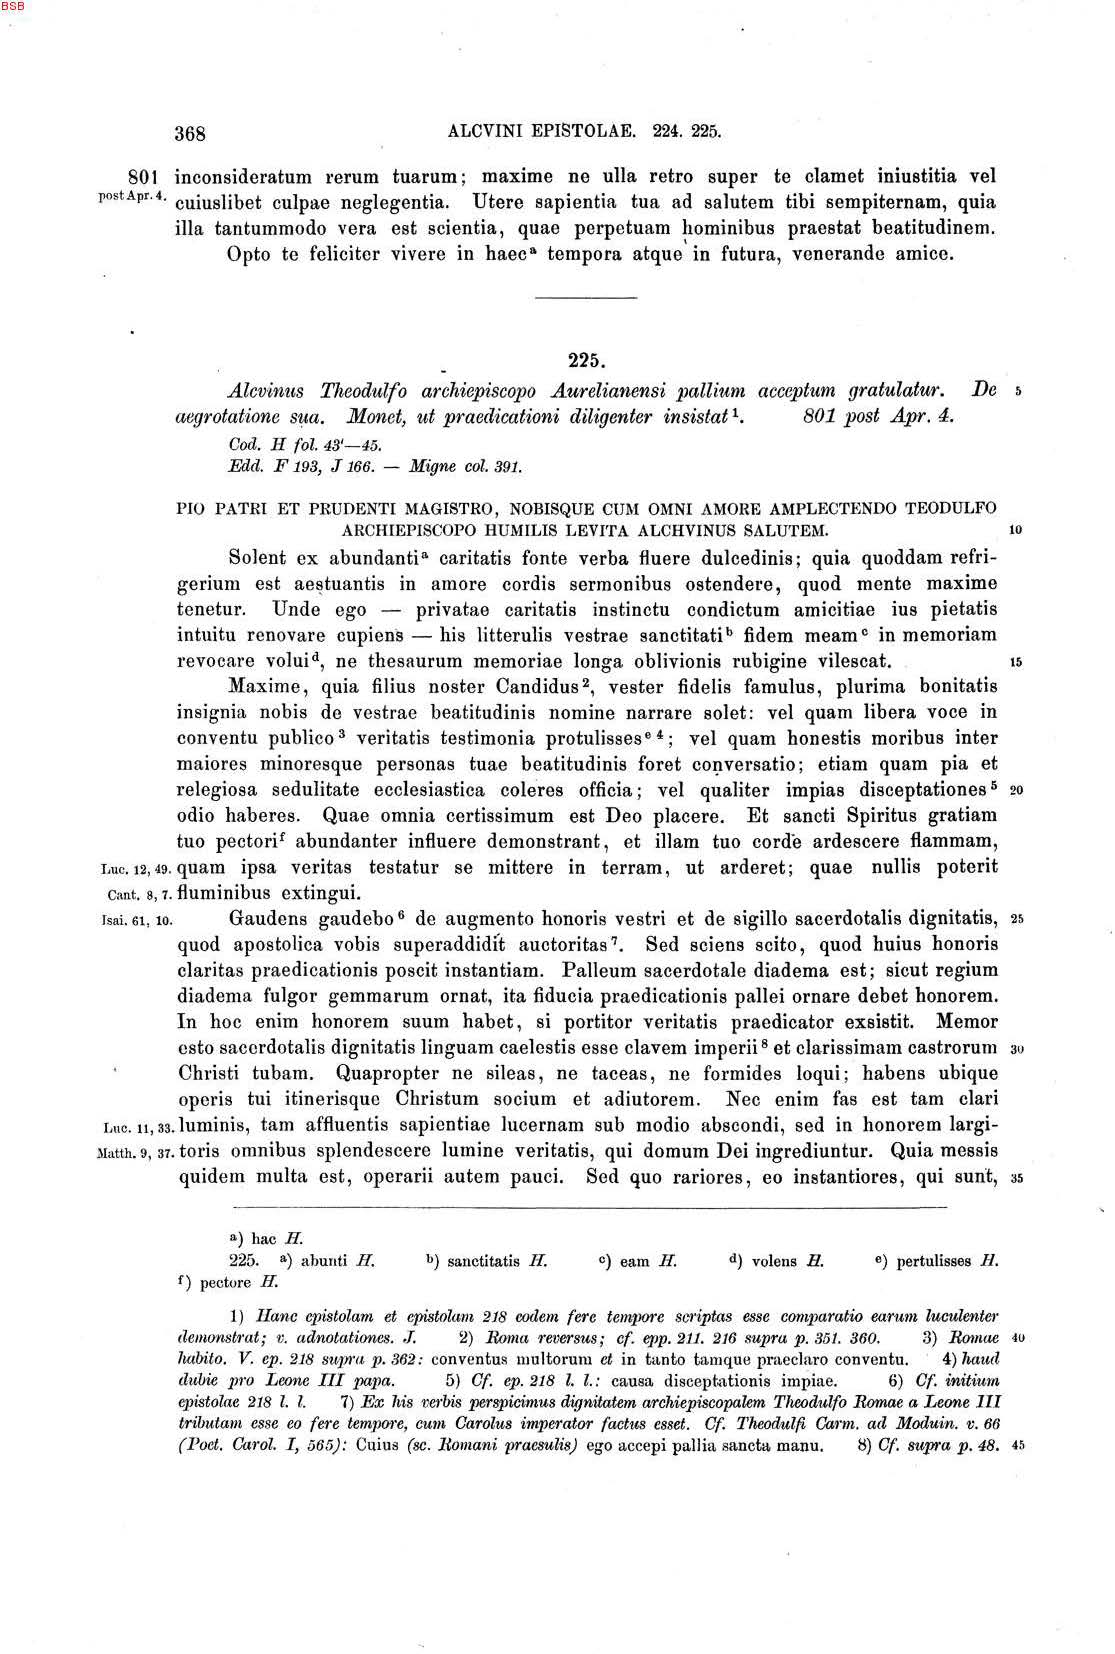 BSB
368 ALCVINI EPISTOLAE. 224. 225.
801 inconsideratum rerum tuarum; maxime ne ulla retro super te clamet iniustitia vel
post Apr. 4. cuiuslibet culpae neglegentia. Utere sapientia tua ad salutem tibi sempiternam, quia
illa tantummodo vera est scientia, quae perpetuam hominibus praestat beatitudinem.
Opto te feliciter vivere in haec ᵃ tempora atque in futura, venerande amice.
225.
Alcvinus Theodulfo archiepiscopo Aurelianensi pallium acceptum gratulatur. De 5
aegrotatione sua. Monet, ut praedicationi diligenter insistat ¹. 801 post Apr. 4.
Cod. H fol. 43'—45.
Edd. F 193, J 166. — Migne col. 391.
PIO PATRI ET PRUDENTI MAGISTRO, NOBISQUE CUM OMNI AMORE AMPLECTENDO TEODULFO
ARCHIEPISCOPO HUMILIS LEVITA ALCHVINUS SALUTEM. 10
Solent ex abundanti ᵃ caritatis fonte verba fluere dulcedinis; quia quoddam refri-
gerium est aestuantis in amore cordis sermonibus ostendere, quod mente maxime
tenetur. Unde ego — privatae caritatis instinctu condictum amicitiae ius pietatis
intuitu renovare cupiens — his litterulis vestrae sanctitati ᵇ fidem meam ᶜ in memoriam
revocare volui ᵈ, ne thesaurum memoriae longa oblivionis rubigine vilescat. 15
Maxime, quia filius noster Candidus ², vester fidelis famulus, plurima bonitatis
insignia nobis de vestrae beatitudinis nomine narrare solet: vel quam libera voce in
conventu publico ³ veritatis testimonia protulisses ᵉ ⁴; vel quam honestis moribus inter
maiores minoresque personas tuae beatitudinis foret conversatio; etiam quam pia et
relegiosa sedulitate ecclesiastica coleres officia; vel qualiter impias disceptationes ⁵ 20
odio haberes. Quae omnia certissimum est Deo placere. Et sancti Spiritus gratiam
tuo pectori ᶠ abundanter influere demonstrant, et illam tuo corde ardescere flammam,
Luc. 12, 49. quam ipsa veritas testatur se mittere in terram, ut arderet; quae nullis poterit
Cant. 8, 7. fluminibus extingui.
Isai. 61, 10. Gaudens gaudebo ⁶ de augmento honoris vestri et de sigillo sacerdotalis dignitatis, 25
quod apostolica vobis superaddidit auctoritas ⁷. Sed sciens scito, quod huius honoris
claritas praedicationis poscit instantiam. Palleum sacerdotale diadema est; sicut regium
diadema fulgor gemmarum ornat, ita fiducia praedicationis pallei ornare debet honorem.
In hoc enim honorem suum habet, si portitor veritatis praedicator exsistit. Memor
esto sacerdotalis dignitatis linguam caelestis esse clavem imperii ⁸ et clarissimam castrorum 30
Christi tubam. Quapropter ne sileas, ne taceas, ne formides loqui; habens ubique
operis tui itinerisque Christum socium et adiutorem. Nec enim fas est tam clari
Luc. 11, 33. luminis, tam affluentis sapientiae lucernam sub modio abscondi, sed in honorem largi-
Matth. 9, 37. toris omnibus splendescere lumine veritatis, qui domum Dei ingrediuntur. Quia messis
quidem multa est, operarii autem pauci. Sed quo rariores, eo instantiores, qui sunt, 35
a) hac H.
225. a) abunti H. b) sanctitatis H. c) eam H. d) volens H. e) pertulisses H.
f) pectore H.
1) Hanc epistolam et epistolam 218 eodem fere tempore scriptas esse comparatio earum luculenter
demonstrat; v. adnotationes. J. 2) Roma reversus; cf. epp. 211. 216 supra p. 351. 360. 3) Romae 40
habito. V. ep. 218 supra p. 362: conventus multorum et in tanto tamque praeclaro conventu. 4) haud
dubie pro Leone III papa. 5) Cf. ep. 218 l. l.: causa disceptationis impiae. 6) Cf. initium
epistolae 218 l. l. 7) Ex his verbis perspicimus dignitatem archiepiscopalem Theodulfo Romae a Leone III
tributam esse eo fere tempore, cum Carolus imperator factus esset. Cf. Theodulfi Carm. ad Moduin. v. 66
(Poet. Carol. I, 565): Cuius (sc. Romani praesulis) ego accepi pallia sancta manu. 8) Cf. supra p. 48. 45